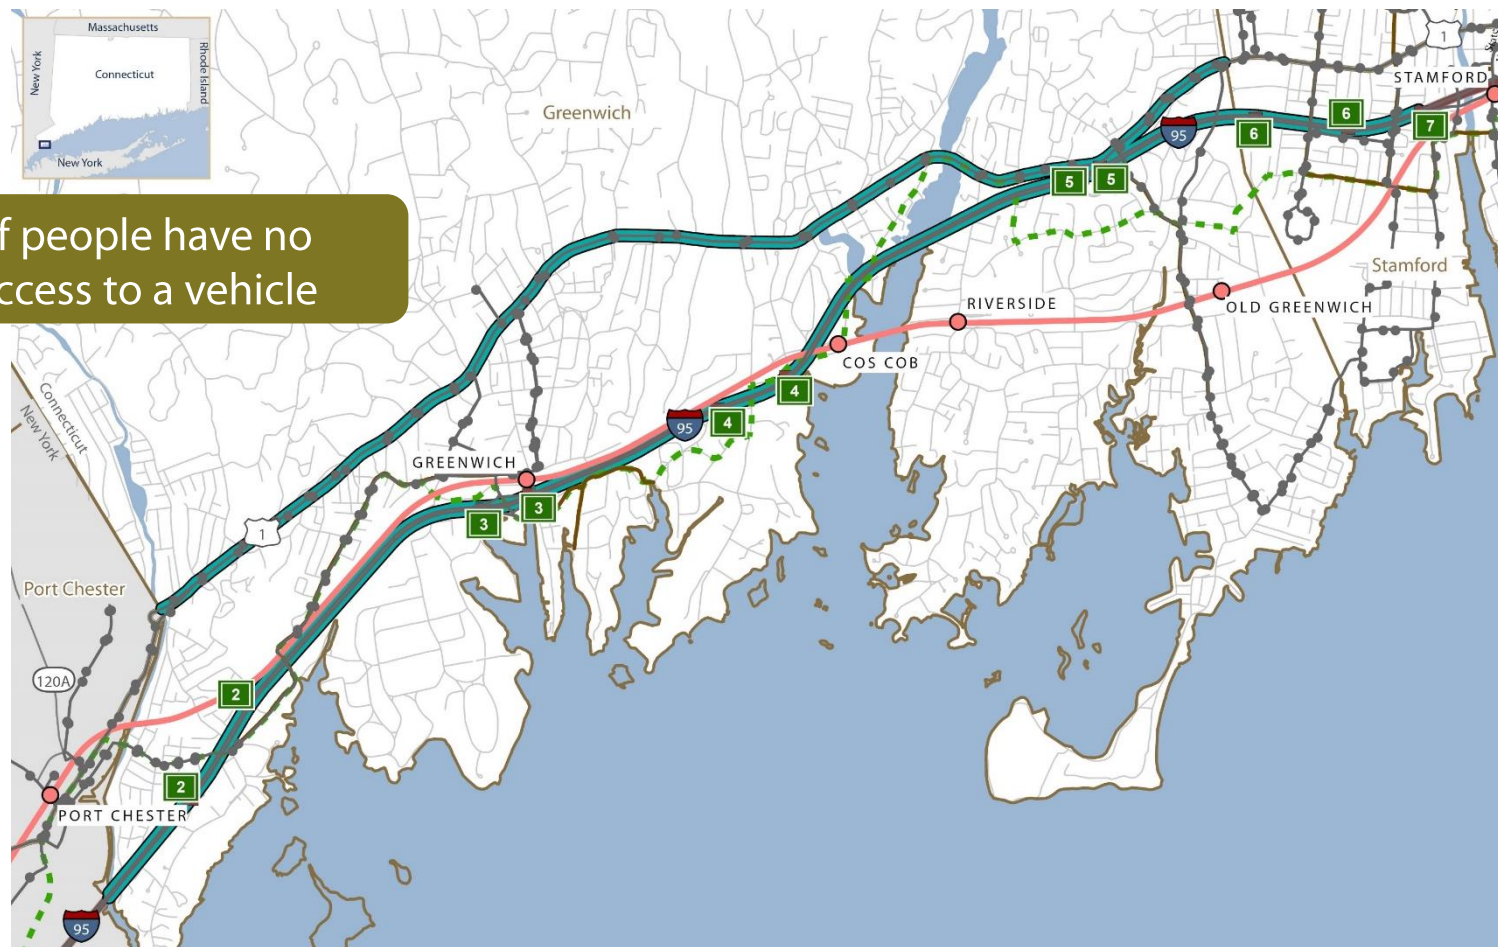 Massachusetts
New York
Connecticut
Rhode Island
New York
f people have no
ccess to a vehicle
Greenwich
1
STAMFORD
95
6
6
7
5
5
Stamford
RIVERSIDE
OLD GREENWICH
COS COB
4
4
95
Connecticut
New York
GREENWICH
3
3
1
Port Chester
120A
2
2
PORT CHESTER
95